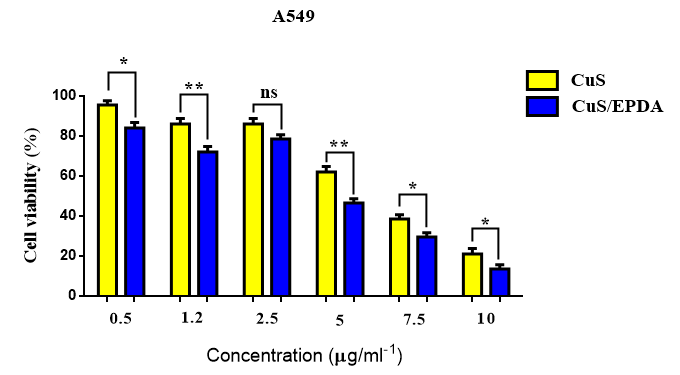 A549
CuS
CuS/EPDA
* ** ns ** * *
100
80
60
40
20
0
Cell viability (%)
0.5 1.2 2.5 5 7.5 10
Concentration (µg/ml⁻¹)